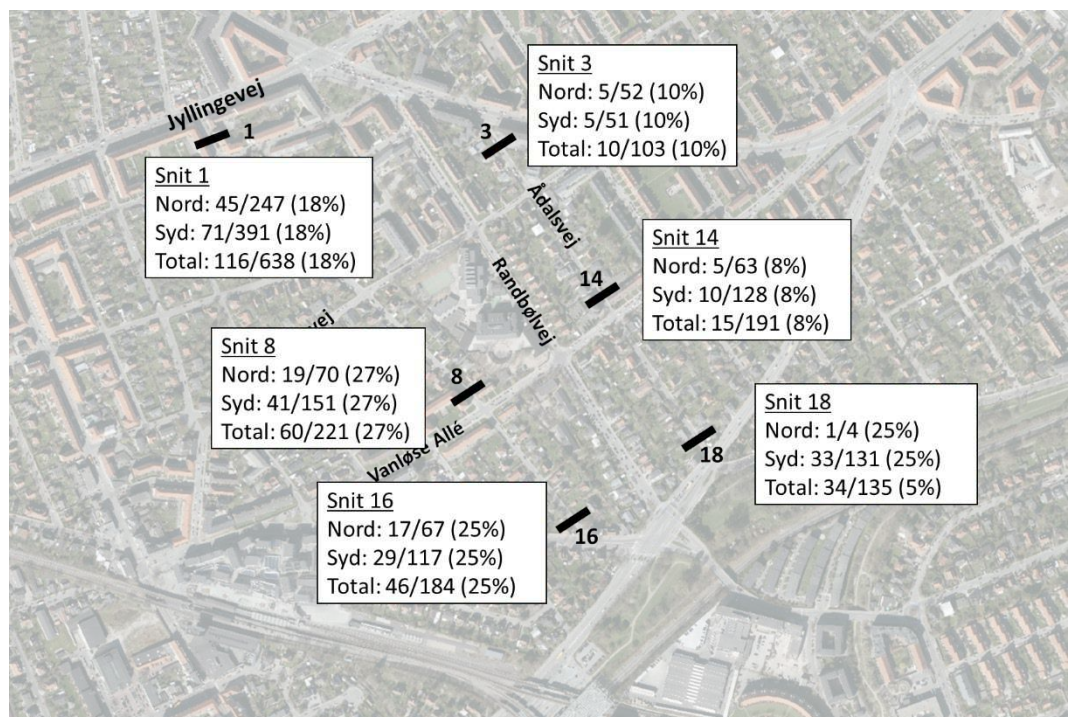 Jyllingevej
1
Snit 1
Nord: 45/247 (18%)
Syd: 71/391 (18%)
Total: 116/638 (18%)
3
Snit 3
Nord: 5/52 (10%)
Syd: 5/51 (10%)
Total: 10/103 (10%)
Ådalsvej
14
Snit 14
Nord: 5/63 (8%)
Syd: 10/128 (8%)
Total: 15/191 (8%)
Randbølvej
vej
8
Snit 8
Nord: 19/70 (27%)
Syd: 41/151 (27%)
Total: 60/221 (27%)
Vanløse Allé
18
Snit 18
Nord: 1/4 (25%)
Syd: 33/131 (25%)
Total: 34/135 (5%)
16
Snit 16
Nord: 17/67 (25%)
Syd: 29/117 (25%)
Total: 46/184 (25%)